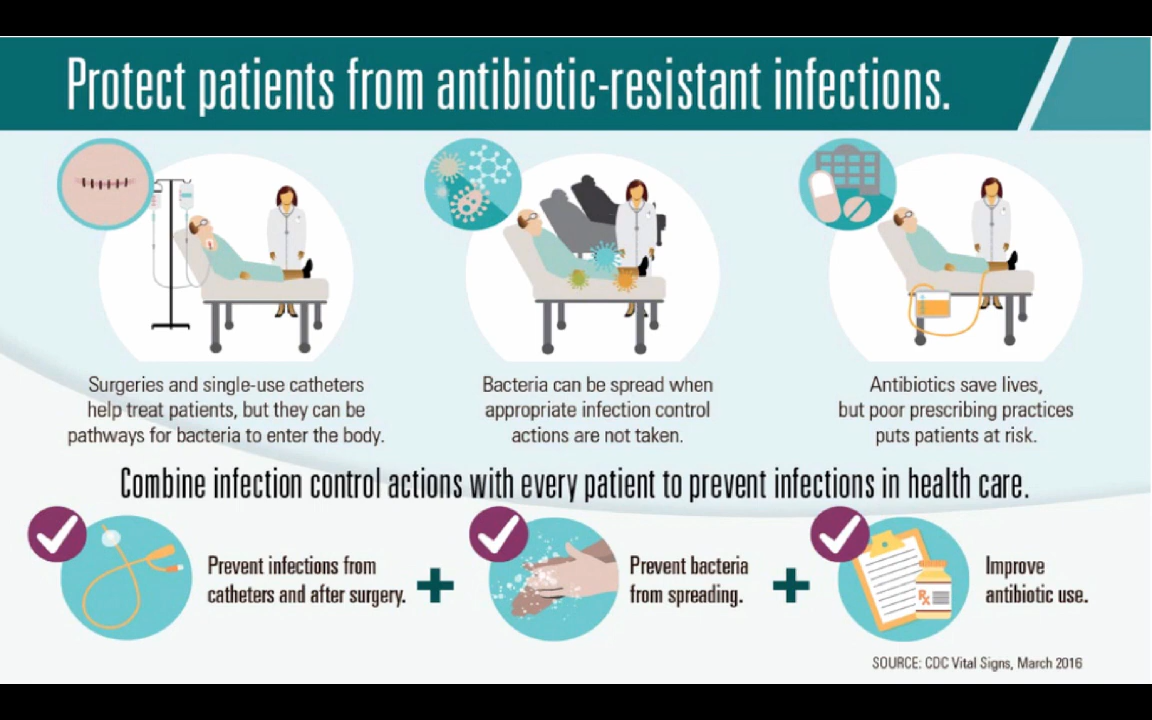 Protect patients from antibiotic-resistant infections.
Surgeries and single-use catheters
help treat patients, but they can be
pathways for bacteria to enter the body.
Bacteria can be spread when
appropriate infection control
actions are not taken.
Antibiotics save lives,
but poor prescribing practices
puts patients at risk.
Combine infection control actions with every patient to prevent infections in health care.
Prevent infections from
catheters and after surgery.
+
Prevent bacteria
from spreading.
+
Rx
Improve
antibiotic use.
SOURCE: CDC Vital Signs, March 2016